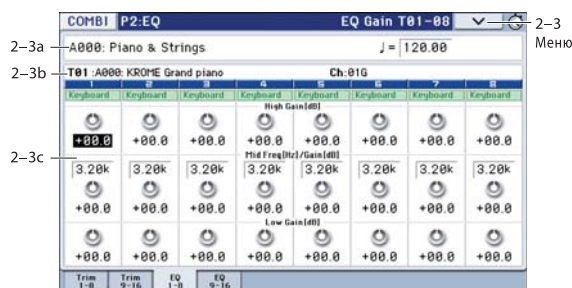 COMBI P2:EQ EQ Gain T01-08
2–3
Меню
2–3a
A000: Piano & Strings ♩= 120.00
2–3b
T01 :A000: KROME Grand piano Ch:01G
1 2 3 4 5 6 7 8
Keyboard Keyboard Keyboard Keyboard Keyboard Keyboard Keyboard Keyboard
High Gain[dB]
+00.0 +00.0 +00.0 +00.0 +00.0 +00.0 +00.0 +00.0
2–3c
Mid Freq[Hz]/Gain[dB]
3.20k 3.20k 3.20k 3.20k 3.20k 3.20k 3.20k 3.20k
+00.0 +00.0 +00.0 +00.0 +00.0 +00.0 +00.0 +00.0
Low Gain[dB]
+00.0 +00.0 +00.0 +00.0 +00.0 +00.0 +00.0 +00.0
Trim 1-8 Trim 9-16 EQ 1-8 EQ 9-16